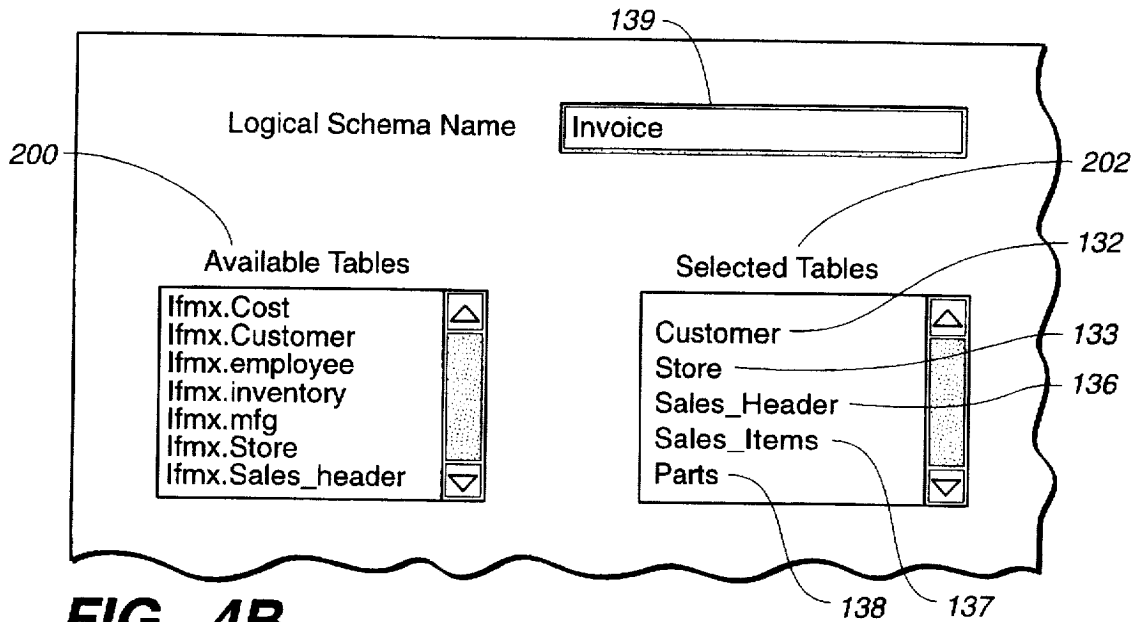 139
Logical Schema Name Invoice
200
202
132
Available Tables
Selected Tables
Ifmx.Cost
Ifmx.Customer
Ifmx.employee
Ifmx.inventory
Ifmx.mfg
Ifmx.Store
Ifmx.Sales_header
Customer
Store
Sales_Header
Sales_Items
Parts
133
136
138
137
FIG._4B